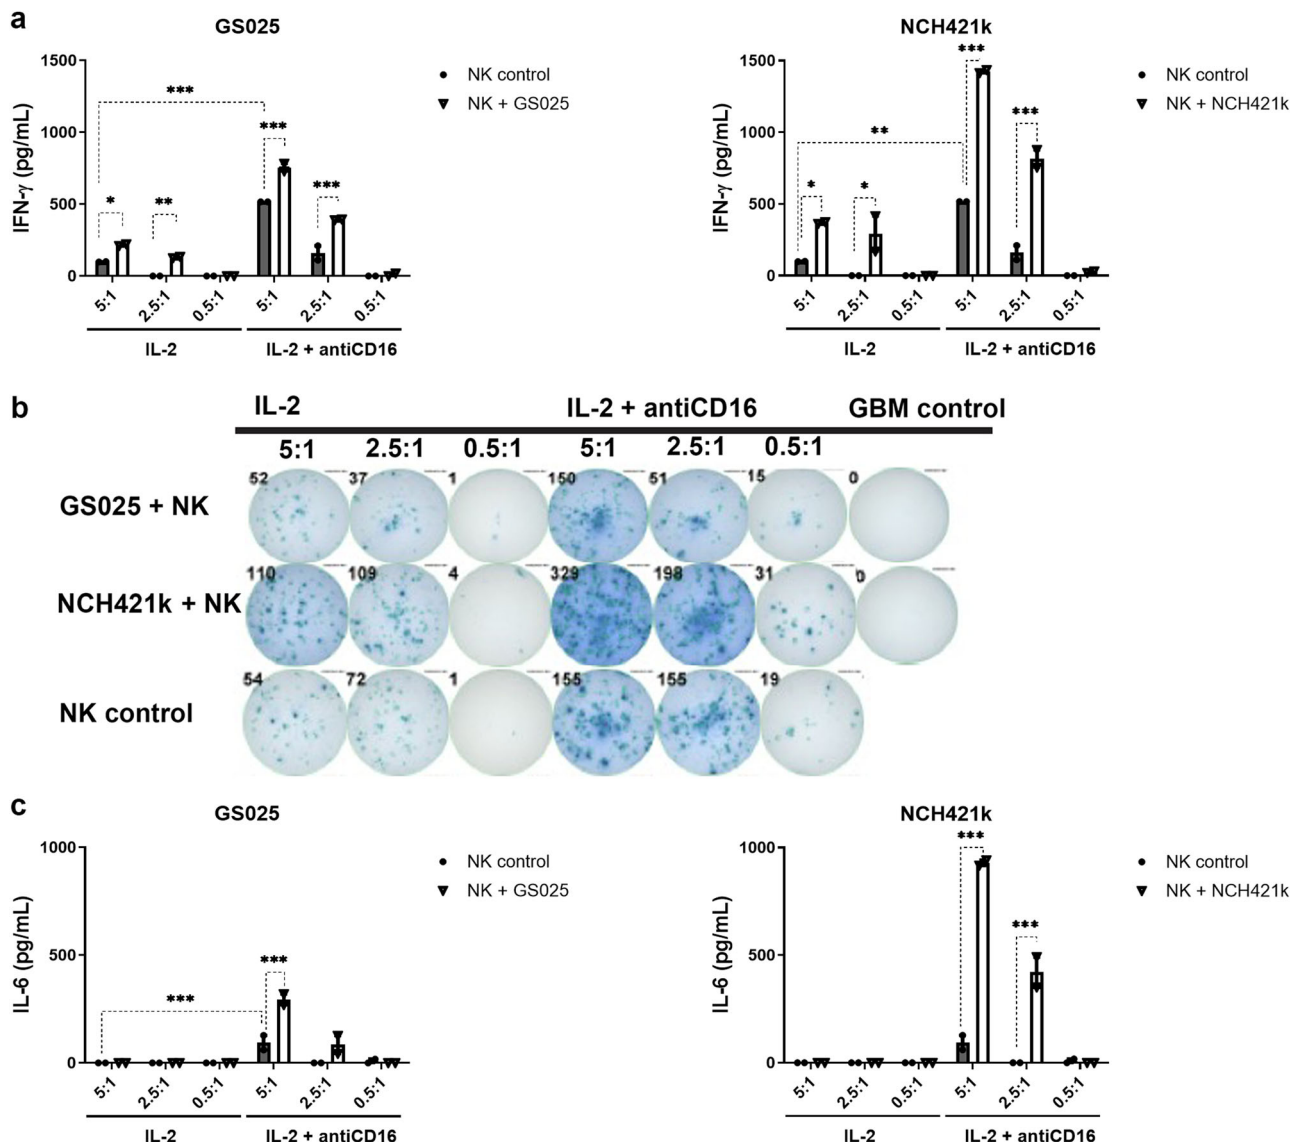 a
GS025
1500
1000
500
0
IFN-γ (pg/mL)
***
***
***
*
**
NK control
NK + GS025
5:1
2.5:1
0.5:1
5:1
2.5:1
0.5:1
IL-2
IL-2 + antiCD16
NCH421k
1500
1000
500
0
IFN-γ (pg/mL)
***
***
**
*
*
NK control
NK + NCH421k
5:1
2.5:1
0.5:1
5:1
2.5:1
0.5:1
IL-2
IL-2 + antiCD16
b
IL-2 IL-2 + antiCD16 GBM control
5:1 2.5:1 0.5:1 5:1 2.5:1 0.5:1
GS025 + NK 52 37 1 150 51 15 0
NCH421k + NK 110 109 4 329 198 31 0
NK control 54 72 1 155 155 19
c
GS025
1000
500
0
IL-6 (pg/mL)
***
***
NK control
NK + GS025
5:1
2.5:1
0.5:1
5:1
2.5:1
0.5:1
IL-2
IL-2 + antiCD16
NCH421k
1000
500
0
IL-6 (pg/mL)
***
***
NK control
NK + NCH421k
5:1
2.5:1
0.5:1
5:1
2.5:1
0.5:1
IL-2
IL-2 + antiCD16